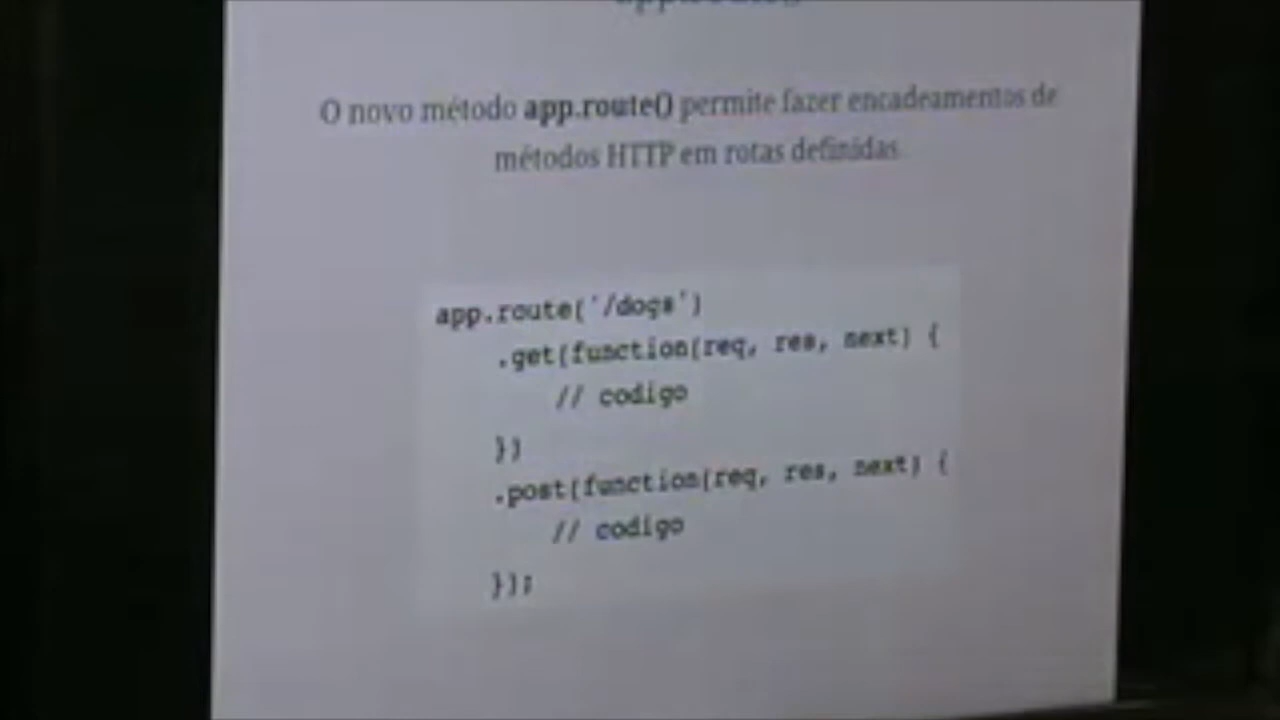 O novo método app.route() permite fazer encadeamentos de
métodos HTTP em rotas definidas.
app.route('/dogs')
.get(function(req, res, next) {
// codigo
})
.post(function(req, res, next) {
// codigo
});